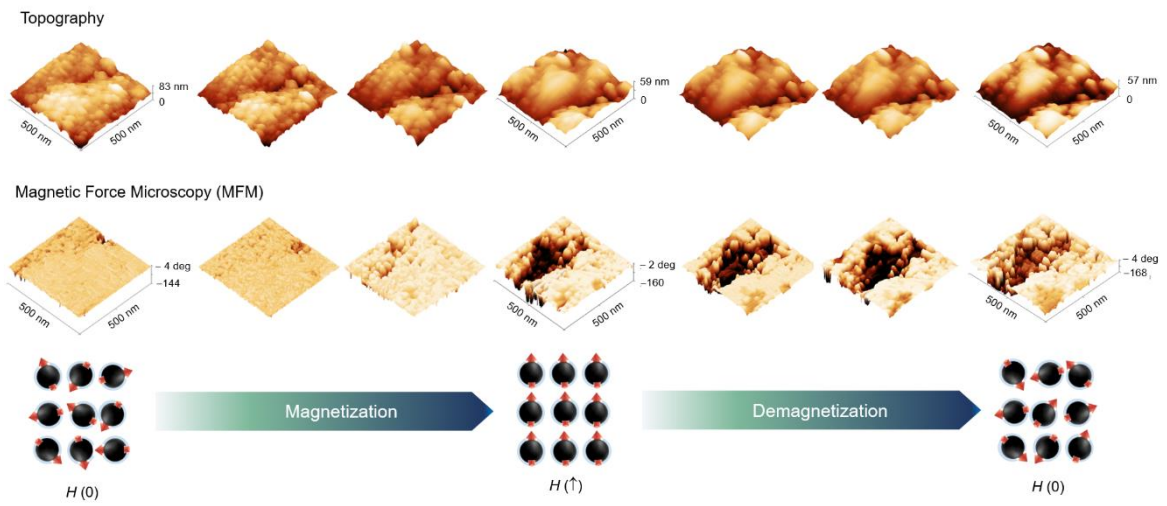 Topography
83 nm
0
500 nm
500 nm
59 nm
0
500 nm
500 nm
57 nm
0
500 nm
500 nm
Magnetic Force Microscopy (MFM)
4 deg
−144
500 nm
500 nm
2 deg
−160
500 nm
500 nm
4 deg
−168
500 nm
500 nm
Magnetization
Demagnetization
H (0)
H (↑)
H (0)